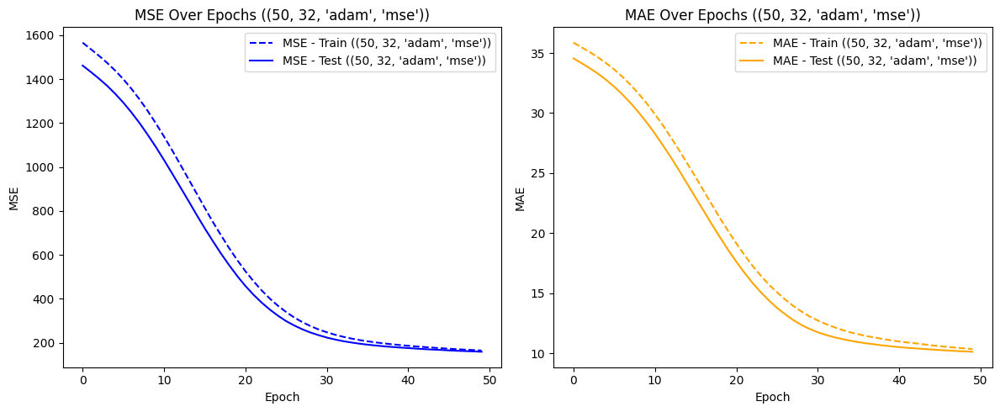 MSE Over Epochs ((50, 32, 'adam', 'mse'))
MSE - Train ((50, 32, 'adam', 'mse'))
MSE - Test ((50, 32, 'adam', 'mse'))
1600
1400
1200
1000
800
600
400
200
MSE
0 10 20 30 40 50
Epoch
MAE Over Epochs ((50, 32, 'adam', 'mse'))
MAE - Train ((50, 32, 'adam', 'mse'))
MAE - Test ((50, 32, 'adam', 'mse'))
35
30
25
20
15
10
MAE
0 10 20 30 40 50
Epoch